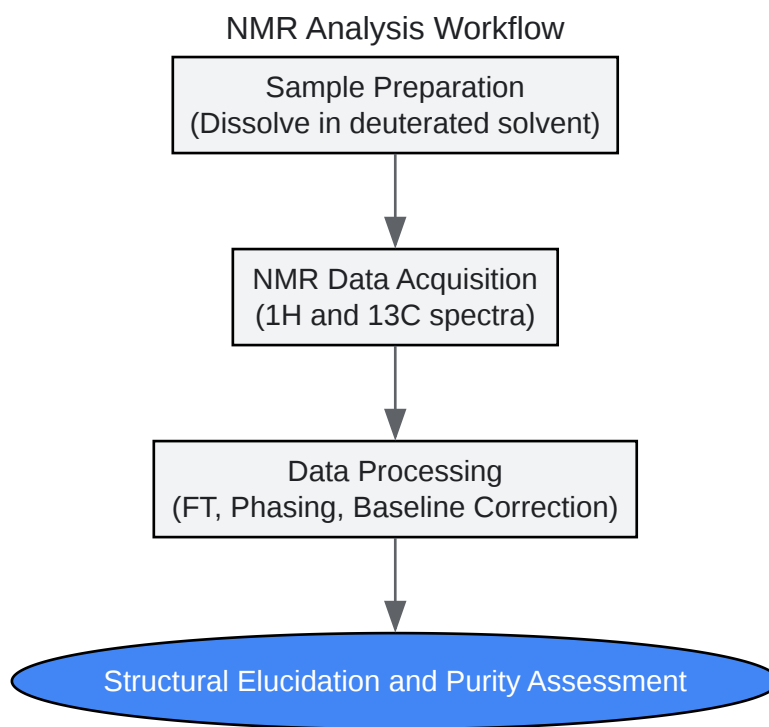 NMR Analysis Workflow
Sample Preparation
(Dissolve in deuterated solvent)
NMR Data Acquisition
(1H and 13C spectra)
Data Processing
(FT, Phasing, Baseline Correction)
Structural Elucidation and Purity Assessment